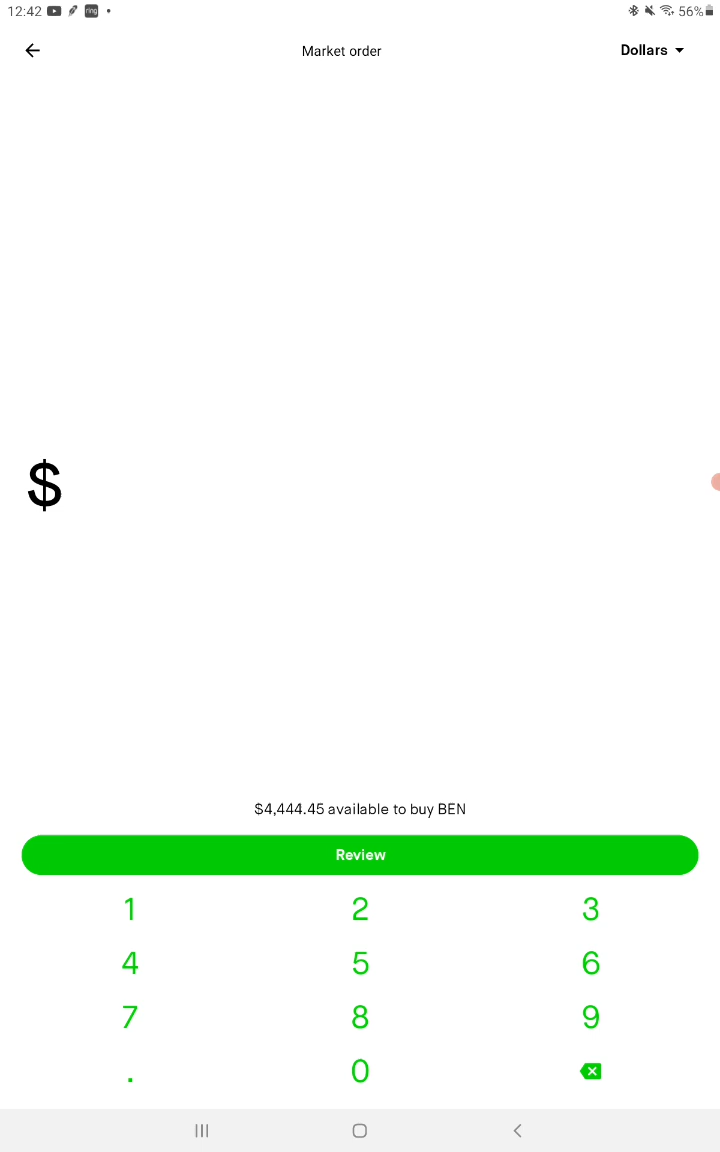 12:42 ring 56%
Market order
Dollars
$
$4,444.45 available to buy BEN
Review
1 2 3
4 5 6
7 8 9
. 0